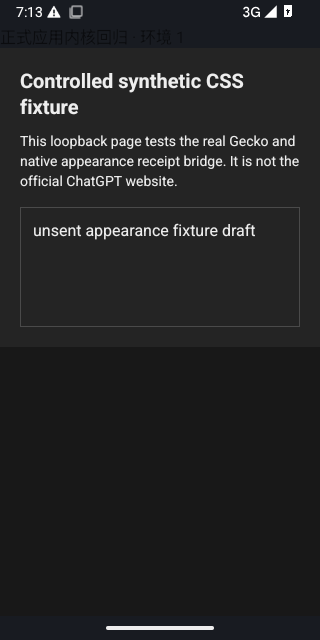 7:13
3G
正式应用内核回归 · 环境 1
Controlled synthetic CSS
fixture
This loopback page tests the real Gecko and
native appearance receipt bridge. It is not the
official ChatGPT website.
unsent appearance fixture draft